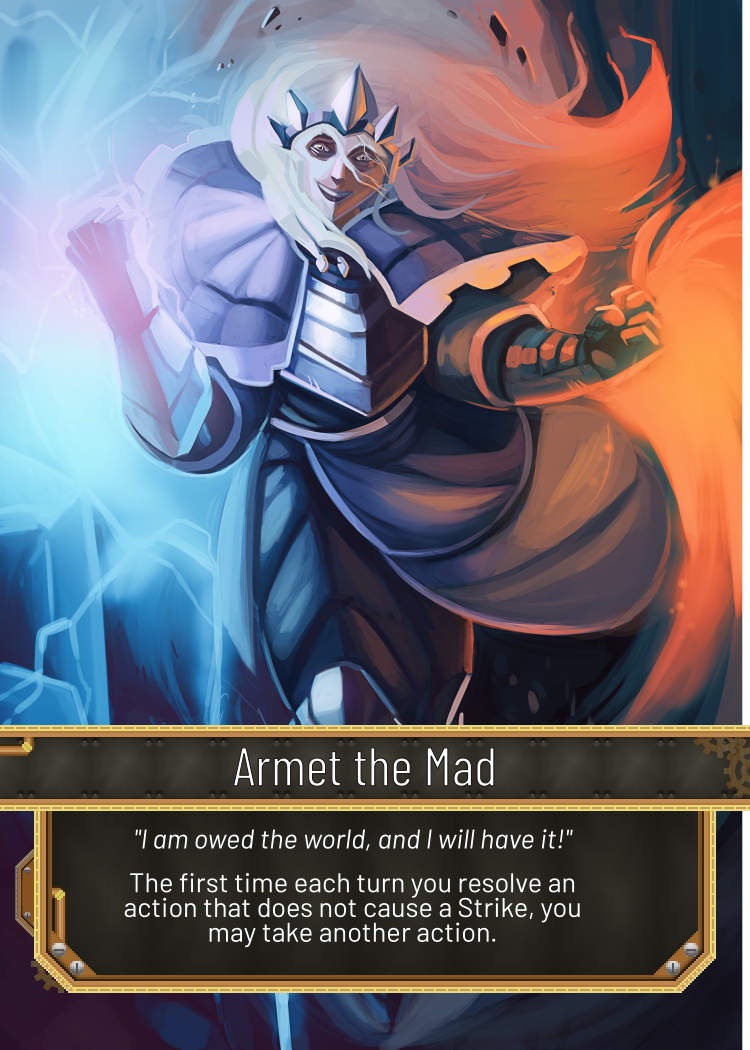 Armet the Mad
"I am owed the world, and I will have it!"
The first time each turn you resolve an
action that does not cause a Strike, you
may take another action.